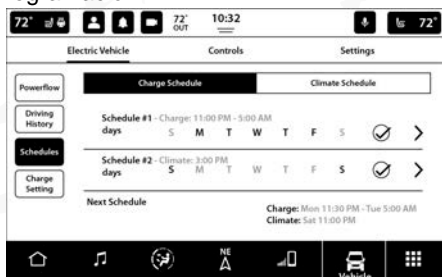 72° 72° OUT 10:32 72°
Electric Vehicle Controls Settings
Powerflow
Driving History
Schedules
Charge Setting
Charge Schedule Climate Schedule
Schedule #1 - Charge: 11:00 PM - 5:00 AM
days S M T W T F S
Schedule #2 - Climate: 3:00 PM
days S M T W T F S
Next Schedule
Charge: Mon 11:30 PM - Tue 5:00 AM
Climate: Sat 11:00 PM
NE
A
Vehicle